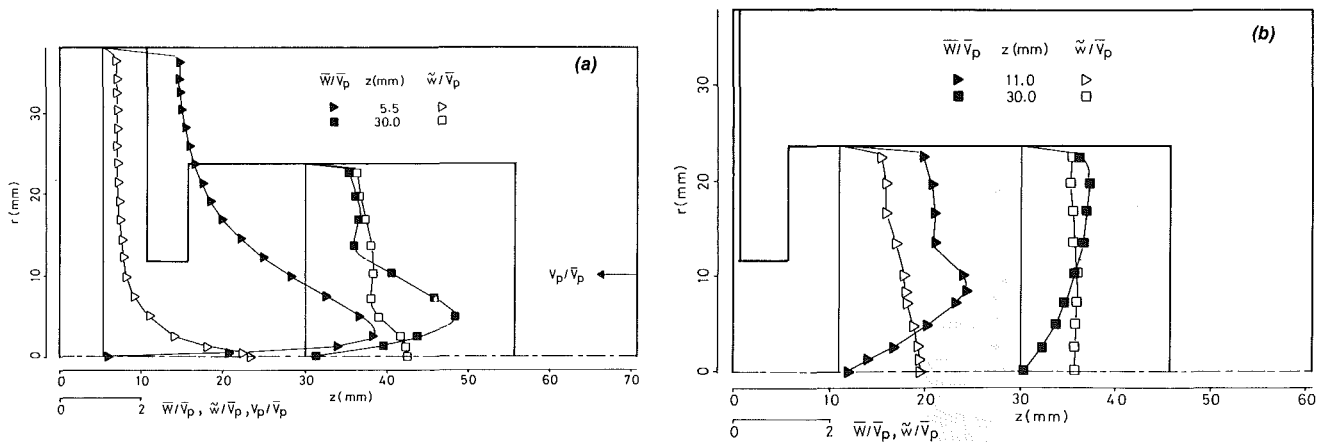 (a)
W̅/V̅p z(mm) w̃/V̅p
5.5
30.0
r(mm)
30
20
10
0
Vp/V̅p
0 10 20 30 40 50 60 70
z(mm)
0 2 W̅/V̅p, w̃/V̅p, Vp/V̅p
(b)
W̅/V̅p z(mm) w̃/V̅p
11.0
30.0
r(mm)
30
20
10
0
0 10 20 30 40 50 60
z(mm)
0 2 W̅/V̅p, w̃/V̅p